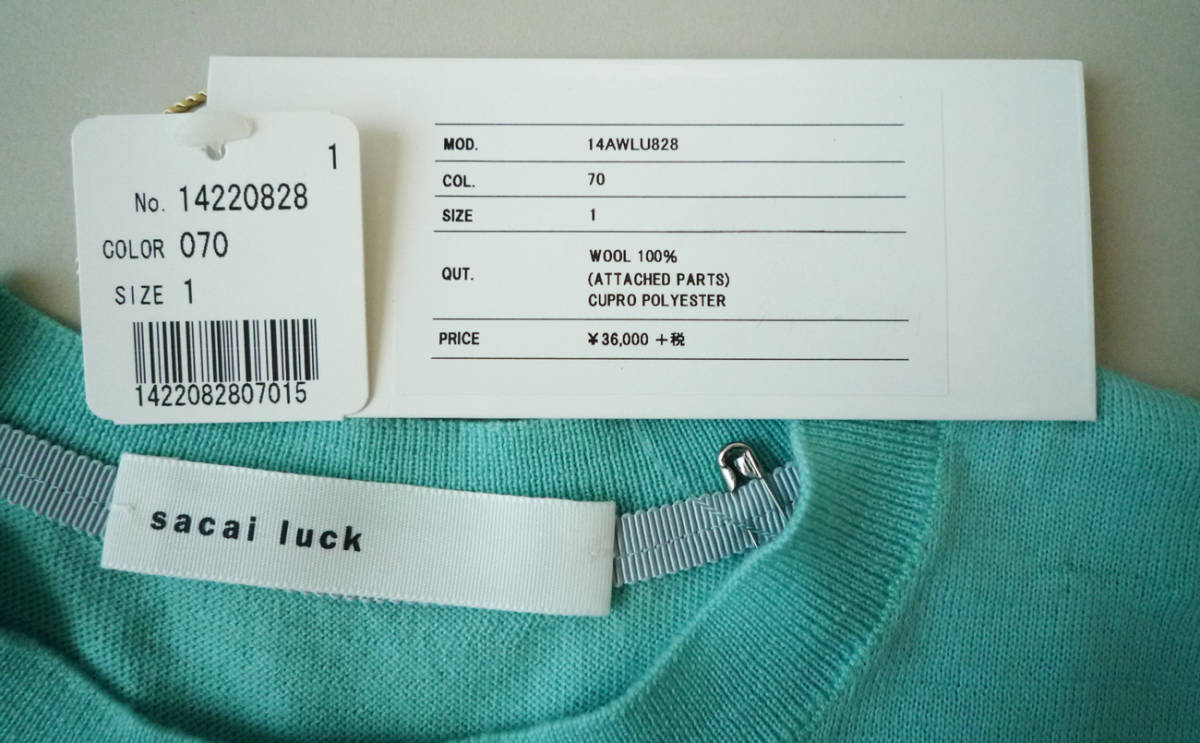 1
No. 14220828
COLOR 070
SIZE 1
1422082807015
MOD. 14AWLU828
COL. 70
SIZE 1
QUT. WOOL 100%
(ATTACHED PARTS)
CUPRO POLYESTER
PRICE ¥36,000 +税
sacai luck